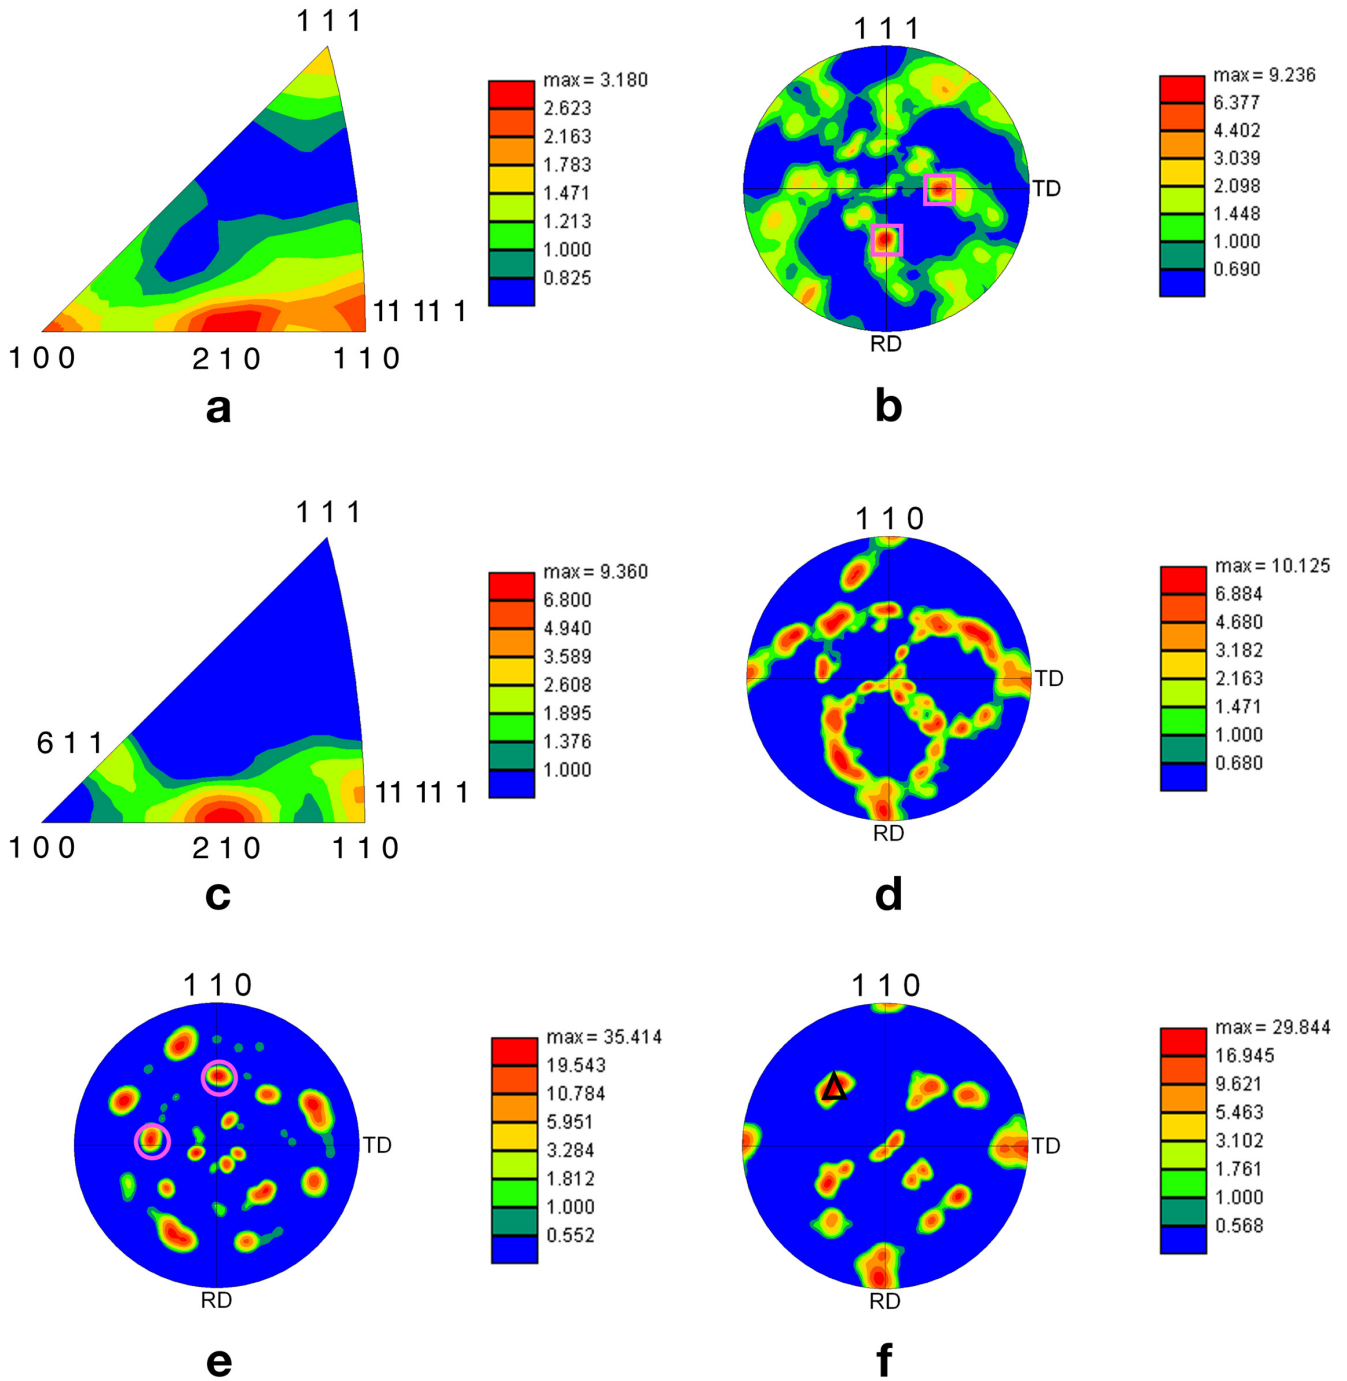 1 1 1
max = 3.180
2.623
2.163
1.783
1.471
1.213
1.000
0.825
11 11 1
1 0 0
2 1 0
1 1 0
a
1 1 1
max = 9.236
6.377
4.402
3.039
2.098
1.448
1.000
0.690
TD
RD
b
1 1 1
max = 9.360
6.800
4.940
3.589
2.608
1.895
1.376
1.000
6 1 1
11 11 1
1 0 0
2 1 0
1 1 0
c
1 1 0
max = 10.125
6.884
4.680
3.182
2.163
1.471
1.000
0.680
TD
RD
d
1 1 0
max = 35.414
19.543
10.784
5.951
3.284
1.812
1.000
0.552
TD
RD
e
1 1 0
max = 29.844
16.945
9.621
5.463
3.102
1.761
1.000
0.568
TD
RD
f